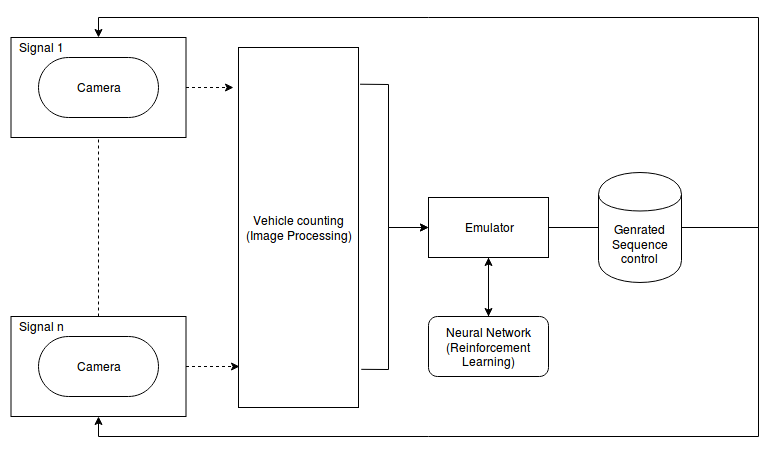 Signal 1
Camera
Vehicle counting
(Image Processing)
Emulator
Genrated
Sequence
control
Neural Network
(Reinforcement
Learning)
Signal n
Camera